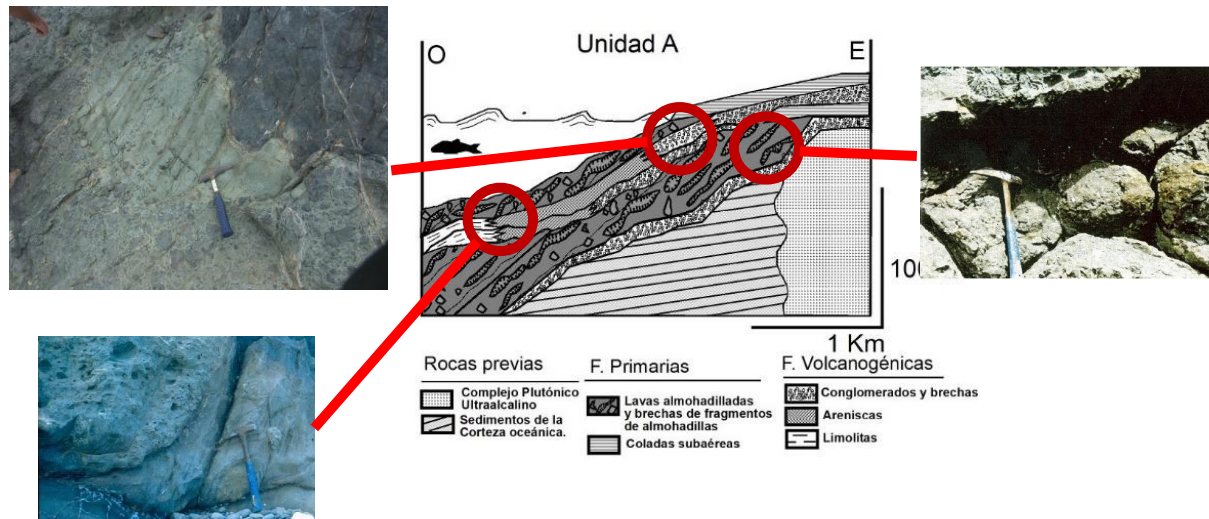 Unidad A
O
E
10
1 Km
Rocas previas
Complejo Plutónico
Ultraalcalino
Sedimentos de la
Corteza oceánica.
F. Primarias
Lavas almohadilladas
y brechas de fragmentos
de almohadillas
Coladas subaéreas
F. Volcanogénicas
Conglomerados y brechas
Areniscas
Limolitas